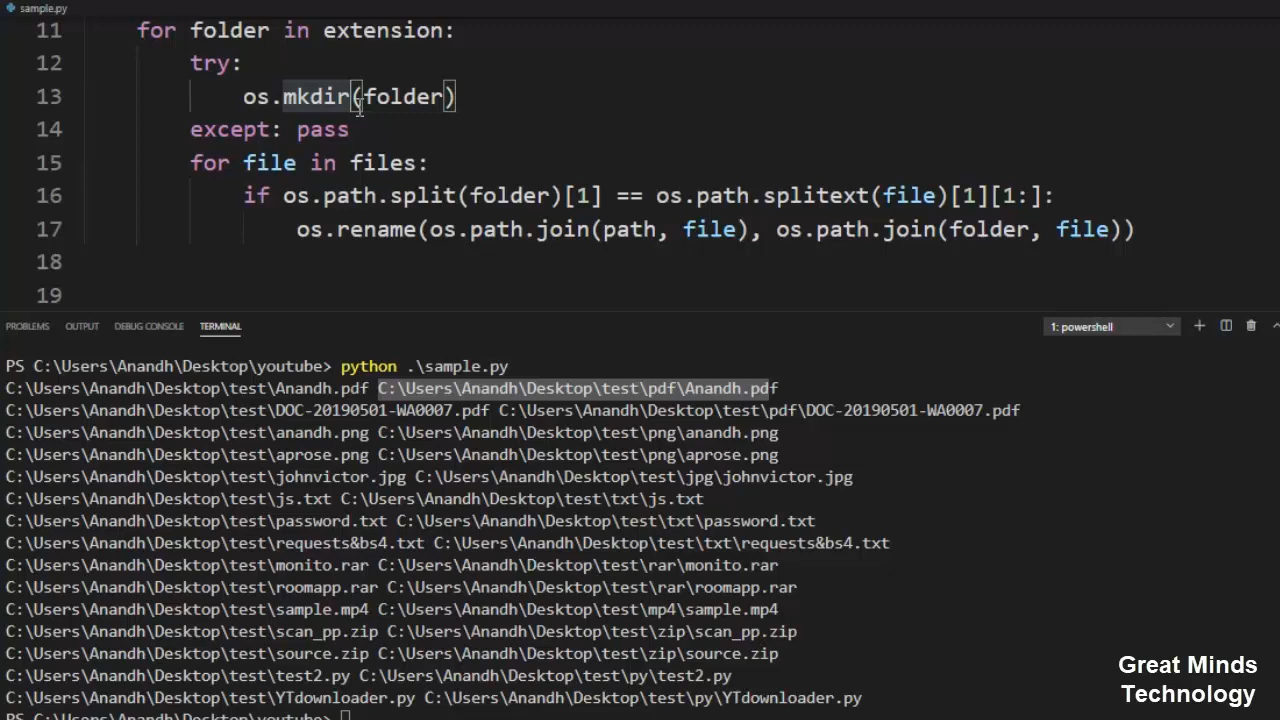 sample.py
11 for folder in extension:
12 try:
13 os.mkdir(folder)
14 except: pass
15 for file in files:
16 if os.path.split(folder)[1] == os.path.splitext(file)[1][1:]:
17 os.rename(os.path.join(path, file), os.path.join(folder, file))
18
19
PROBLEMS OUTPUT DEBUG CONSOLE TERMINAL 1: powershell
PS C:\Users\Anandh\Desktop\youtube> python .\sample.py
C:\Users\Anandh\Desktop\test\Anandh.pdf C:\Users\Anandh\Desktop\test\pdf\Anandh.pdf
C:\Users\Anandh\Desktop\test\DOC-20190501-WA0007.pdf C:\Users\Anandh\Desktop\test\pdf\DOC-20190501-WA0007.pdf
C:\Users\Anandh\Desktop\test\anandh.png C:\Users\Anandh\Desktop\test\png\anandh.png
C:\Users\Anandh\Desktop\test\aprose.png C:\Users\Anandh\Desktop\test\png\aprose.png
C:\Users\Anandh\Desktop\test\johnvictor.jpg C:\Users\Anandh\Desktop\test\jpg\johnvictor.jpg
C:\Users\Anandh\Desktop\test\js.txt C:\Users\Anandh\Desktop\test\txt\js.txt
C:\Users\Anandh\Desktop\test\password.txt C:\Users\Anandh\Desktop\test\txt\password.txt
C:\Users\Anandh\Desktop\test\requests&bs4.txt C:\Users\Anandh\Desktop\test\txt\requests&bs4.txt
C:\Users\Anandh\Desktop\test\monito.rar C:\Users\Anandh\Desktop\test\rar\monito.rar
C:\Users\Anandh\Desktop\test\roomapp.rar C:\Users\Anandh\Desktop\test\rar\roomapp.rar
C:\Users\Anandh\Desktop\test\sample.mp4 C:\Users\Anandh\Desktop\test\mp4\sample.mp4
C:\Users\Anandh\Desktop\test\scan_pp.zip C:\Users\Anandh\Desktop\test\zip\scan_pp.zip
C:\Users\Anandh\Desktop\test\source.zip C:\Users\Anandh\Desktop\test\zip\source.zip
C:\Users\Anandh\Desktop\test\test2.py C:\Users\Anandh\Desktop\test\py\test2.py
C:\Users\Anandh\Desktop\test\YTdownloader.py C:\Users\Anandh\Desktop\test\py\YTdownloader.py
PS C:\Users\Anandh\Desktop\youtube>
Great Minds
Technology